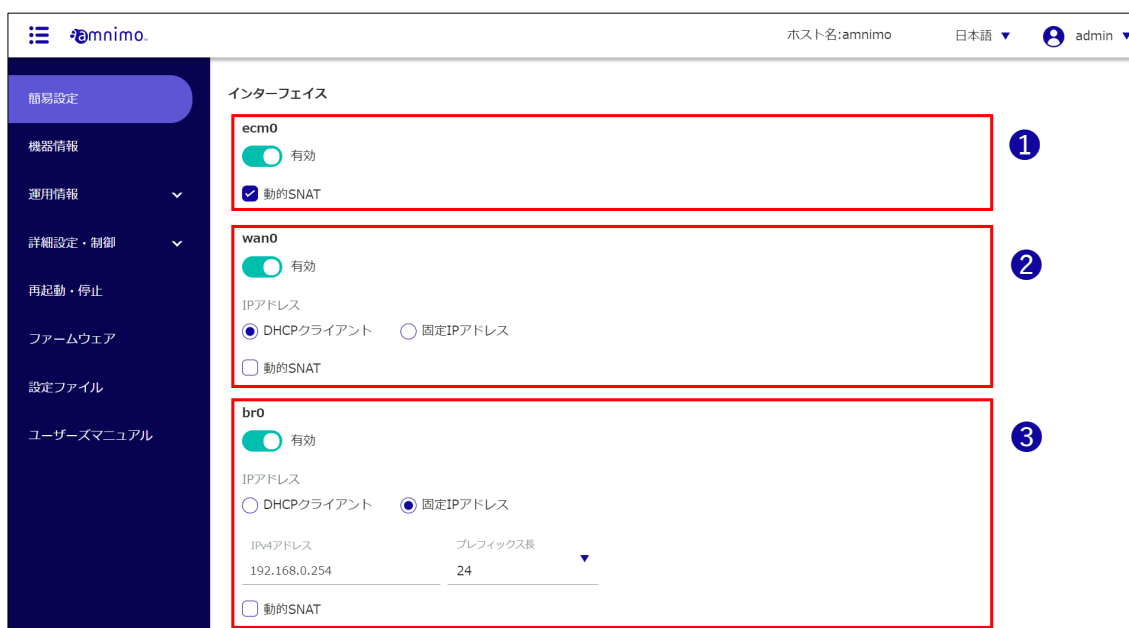 amnimo
ホスト名:amnimo
日本語
admin
簡易設定
機器情報
運用情報
詳細設定・制御
再起動・停止
ファームウェア
設定ファイル
ユーザーズマニュアル
インターフェイス
ecm0
有効
動的SNAT
1
wan0
有効
IPアドレス
DHCPクライアント 固定IPアドレス
動的SNAT
2
br0
有効
IPアドレス
DHCPクライアント 固定IPアドレス
IPv4アドレス プレフィックス長
192.168.0.254 24
動的SNAT
3